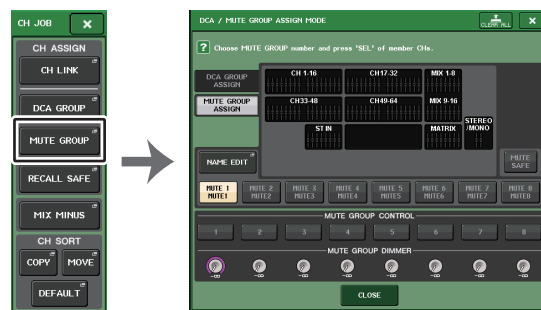 CH JOB
×
CH ASSIGN
CH LINK
DCA GROUP
MUTE GROUP
RECALL SAFE
MIX MINUS
CH SORT
COPY
MOVE
DEFAULT
DCA / MUTE GROUP ASSIGN MODE
CLEAR ALL
×
? Choose MUTE GROUP number and press "SEL" of member CHs.
DCA GROUP
ASSIGN
MUTE GROUP
ASSIGN
NAME EDIT
CH 1-16
CH17-32
MIX 1-8
CH33-48
CH49-64
MIX 9-16
ST IN
MATRIX
STEREO
/MONO
MUTE
SAFE
MUTE 1 MUTE 2 MUTE 3 MUTE 4 MUTE 5 MUTE 6 MUTE 7 MUTE 8
MUTE1 MUTE2 MUTE3 MUTE4 MUTE5 MUTE6 MUTE7 MUTE8
MUTE GROUP CONTROL
1 2 3 4 5 6 7 8
MUTE GROUP DIMMER
-∞ -∞ -∞ -∞ -∞ -∞ -∞ -∞
CLOSE